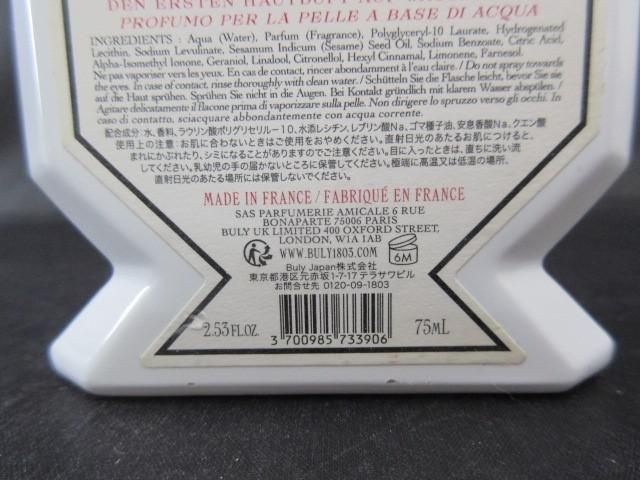 PROFUMO PER LA PELLE A BASE DI ACQUA
INGREDIENTS : Aqua (Water), Parfum (Fragrance), Polyglyceryl-10 Laurate, Hydrogenated
Lecithin, Sodium Levulinate, Sesamum Indicum (Sesame) Seed Oil, Sodium Benzoate, Citric Acid,
Alpha-Isomethyl Ionone, Geraniol, Linalool, Citronellol, Hexyl Cinnamal, Limonene, Farnesol.
Ne pas vaporiser vers les yeux. En cas de contact, rincer abondamment à l'eau claire. / Do not spray towards
the eyes. In case of contact, rinse thoroughly with clean water. / Schütteln Sie die Flasche leicht, bevor Sie sie
auf die Haut sprühen. Sprühen Sie nicht in die Augen. Bei Kontakt gründlich mit klarem Wasser abspülen. /
Agitare delicatamente il flacone prima di vaporizzare sulla pelle. Non dirigere lo spruzzo verso gli occhi. In
caso di contatto, sciacquare abbondantemente con acqua corrente.
配合成分:水、香料、ラウリン酸ポリグリセリル-10、水添レシチン、レブリン酸Na、ゴマ種子油、安息香酸Na、クエン酸
使用上の注意:お肌に合わないときはご使用をおやめください。直射日光のあたるお肌につけると、
まれにかぶれたり、シミになることがありますのでご注意ください。目に入ったときは、直ちに洗い流
してください。乳幼児の手の届かないところに保管してください。極端に高温又は低温の場所、
直射日光のあたる場所には保管しないでください。
MADE IN FRANCE / FABRIQUÉ EN FRANCE
SAS PARFUMERIE AMICALE 6 RUE
BONAPARTE 75006 PARIS
BULY UK LIMITED 400 OXFORD STREET,
LONDON, W1A 1AB
WWW.BULY1803.COM
6M
Buly Japan株式会社
東京都港区元赤坂1-7-17テラサワビル
お問合せ先 0120-09-1803
2.53 FL.OZ. 75ML
3 700985 733906